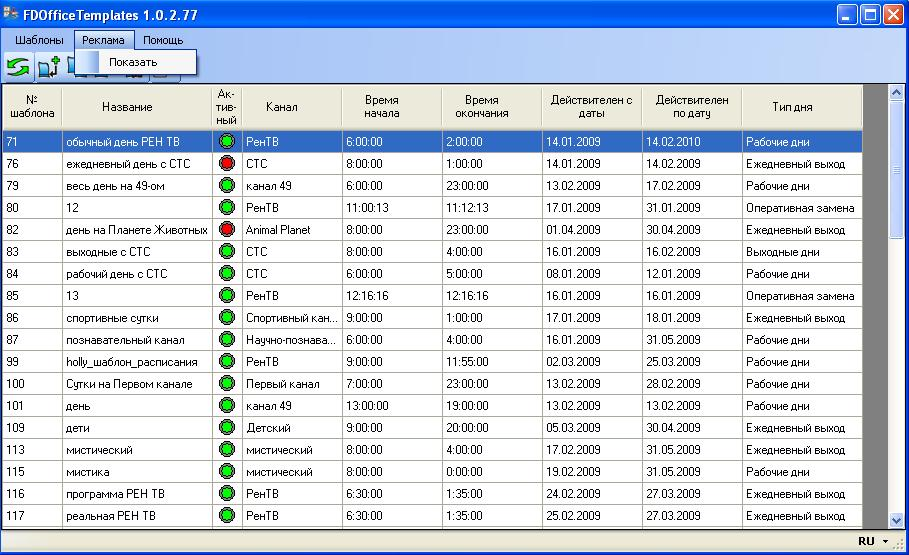 FDOfficeTemplates 1.0.2.77
Шаблоны Реклама Помощь
Показать
№ шаблона Название Ак-тив-ный Канал Время начала Время окончания Действителен с даты Действителен по дату Тип дня
71 обычный день РЕН ТВ РенТВ 6:00:00 2:00:00 14.01.2009 14.02.2010 Рабочие дни
76 ежедневный день с СТС СТС 8:00:00 1:00:00 14.01.2009 14.02.2009 Ежедневный выход
79 весь день на 49-ом канал 49 6:00:00 23:00:00 13.02.2009 17.02.2009 Рабочие дни
80 12 РенТВ 11:00:13 11:12:13 17.01.2009 31.01.2009 Оперативная замена
82 день на Планете Животных Animal Planet 8:00:00 23:00:00 01.04.2009 30.04.2009 Ежедневный выход
83 выходные с СТС СТС 8:00:00 4:00:00 16.01.2009 16.02.2009 Выходные дни
84 рабочий день с СТС СТС 6:00:00 5:00:00 08.01.2009 12.01.2009 Рабочие дни
85 13 РенТВ 12:16:16 12:16:16 16.01.2009 16.01.2009 Оперативная замена
86 спортивные сутки Спортивный кан... 9:00:00 1:00:00 17.01.2009 18.01.2009 Ежедневный выход
87 познавательный канал Научно-познава... 6:00:00 4:00:00 16.01.2009 31.05.2009 Рабочие дни
99 holly_шаблон_расписания РенТВ 9:00:00 11:55:00 02.03.2009 25.03.2009 Рабочие дни
100 Сутки на Первом канале Первый канал 7:00:00 23:00:00 13.02.2009 28.02.2009 Рабочие дни
101 день канал 49 13:00:00 19:00:00 13.02.2009 13.02.2009 Рабочие дни
109 дети Детский 9:00:00 20:00:00 05.03.2009 30.04.2009 Ежедневный выход
113 мистический мистический 8:00:00 4:00:00 17.02.2009 31.05.2009 Ежедневный выход
115 мистика мистический 8:00:00 0:00:00 19.02.2009 31.05.2009 Рабочие дни
116 программа РЕН ТВ РенТВ 6:30:00 1:35:00 24.02.2009 27.03.2009 Ежедневный выход
117 реальная РЕН ТВ РенТВ 6:30:00 1:35:00 25.02.2009 27.03.2009 Ежедневный выход
RU